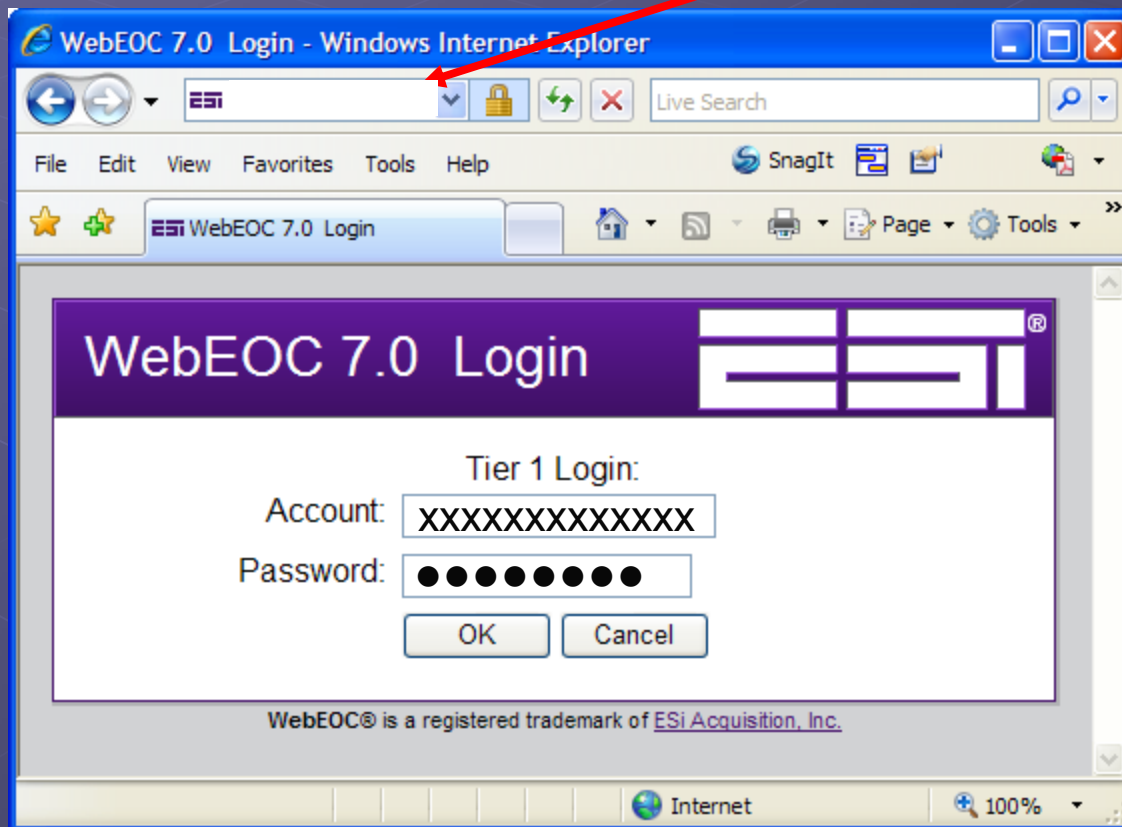 WebEOC 7.0 Login - Windows Internet Explorer
ESi Live Search
File Edit View Favorites Tools Help SnagIt
ESi WebEOC 7.0 Login Page Tools »
WebEOC 7.0 Login ESi ®
Tier 1 Login:
Account: xxxxxxxxxxxxx
Password: ●●●●●●●●
OK Cancel
WebEOC® is a registered trademark of ESi Acquisition, Inc.
Internet 100%